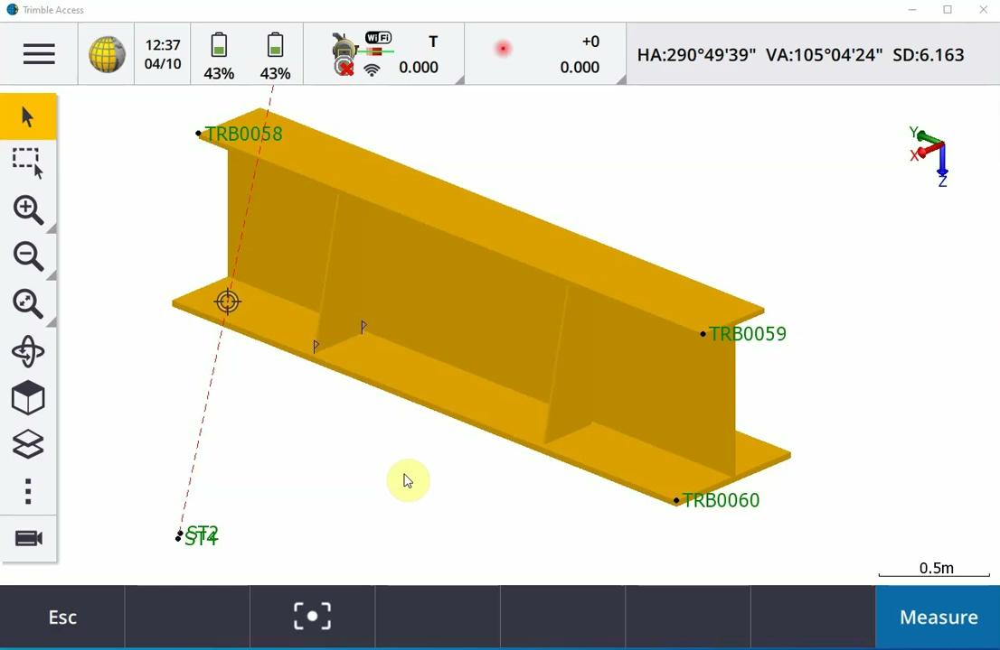 Trimble Access
12:37
04/10
43%
43%
WiFi
T
0.000
+0
0.000
HA:290°49'39" VA:105°04'24" SD:6.163
TRB0058
Y
X
Z
TRB0059
TRB0060
ST2
ST4
0.5m
Esc
Measure